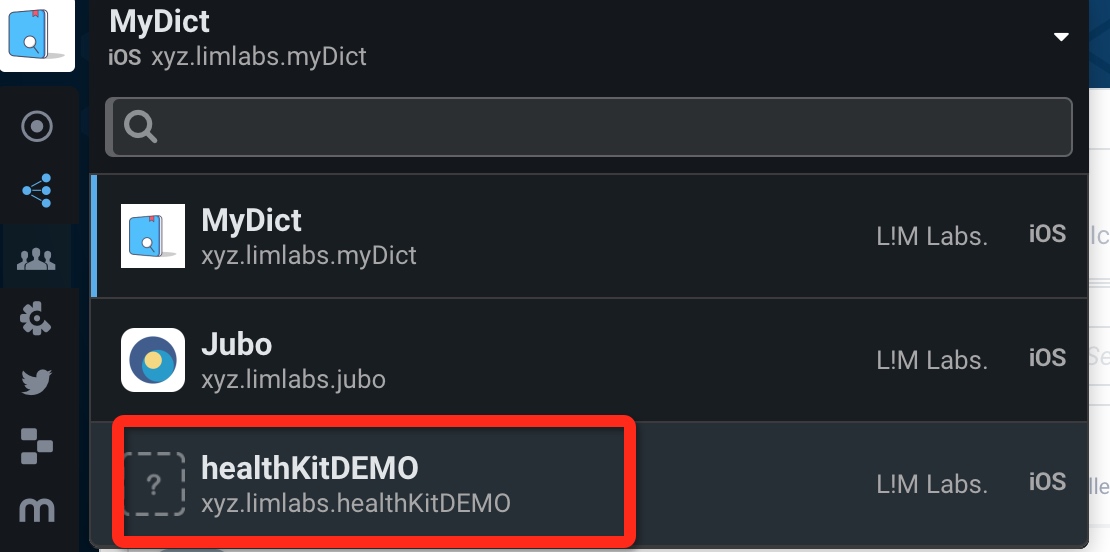 MyDict
iOS xyz.limlabs.myDict
MyDict
xyz.limlabs.myDict
L!M Labs. iOS
Jubo
xyz.limlabs.jubo
L!M Labs. iOS
?
healthKitDEMO
xyz.limlabs.healthKitDEMO
L!M Labs. iOS